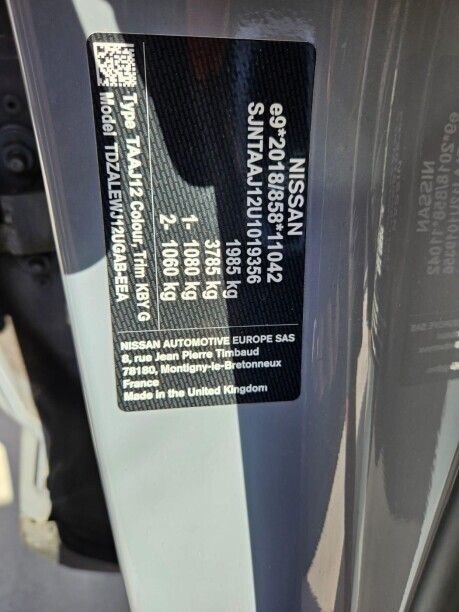 NISSAN
e9*2018/858*11042
SJNTAAJ12U1019356
1985 kg
3785 kg
1- 1080 kg
2- 1060 kg
Type TAAJ12 Colour, Trim KBY G
Model TDZALEWJ12UGAB-EEA
NISSAN AUTOMOTIVE EUROPE SAS
8, rue Jean Pierre Timbaud
78180, Montigny-le-Bretonneux
France
Made in the United Kingdom